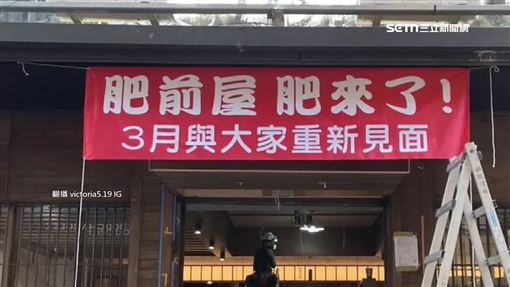 SETN三立新聞網
肥前屋 肥來了!
3月與大家重新見面
翻攝 victoria5.19 IG